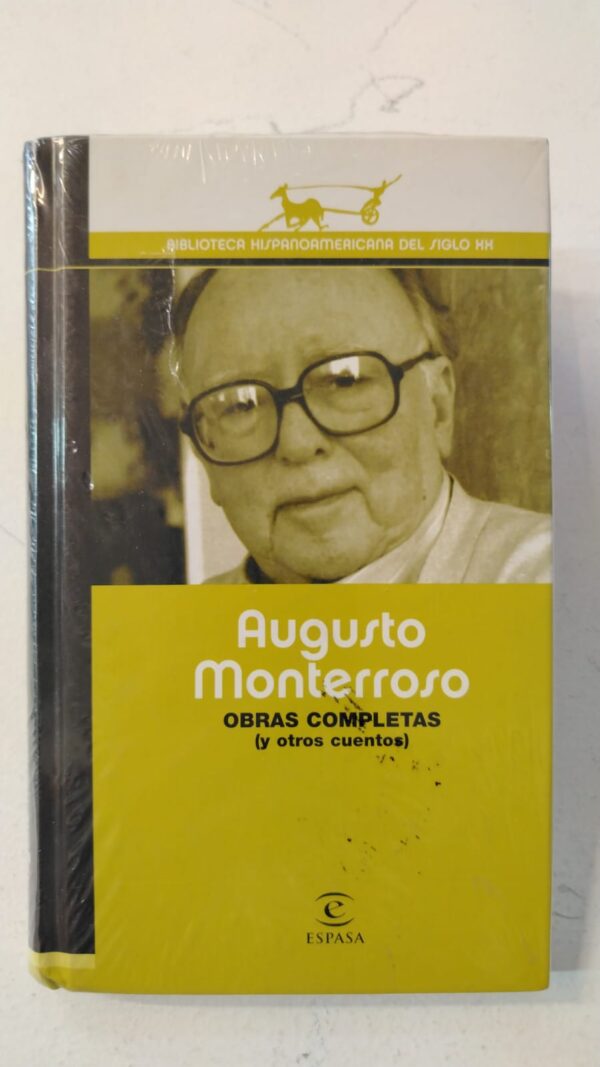 BIBLIOTECA HISPANOAMERICANA DEL SIGLO XX
Augusto
Monterroso
OBRAS COMPLETAS
(y otros cuentos)
e
ESPASA